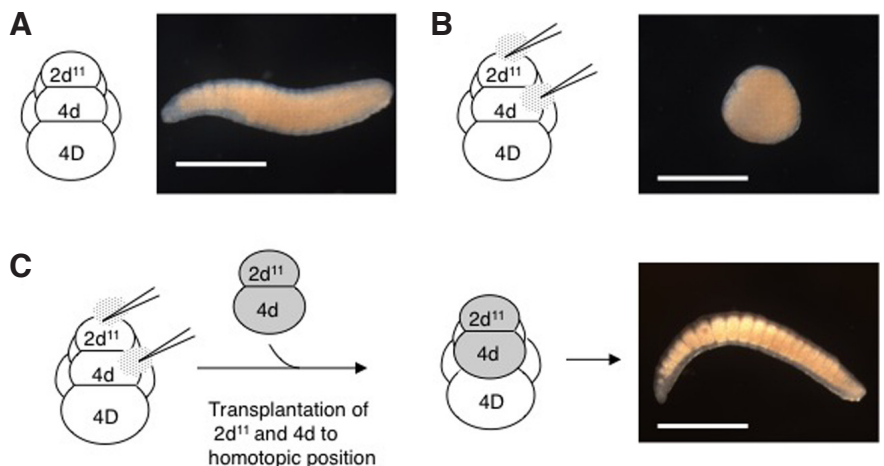 A
2d¹¹
4d
4D
B
2d¹¹
4d
4D
C
2d¹¹
4d
4D
2d¹¹
4d
Transplantation of
2d¹¹ and 4d to
homotopic position
2d¹¹
4d
4D